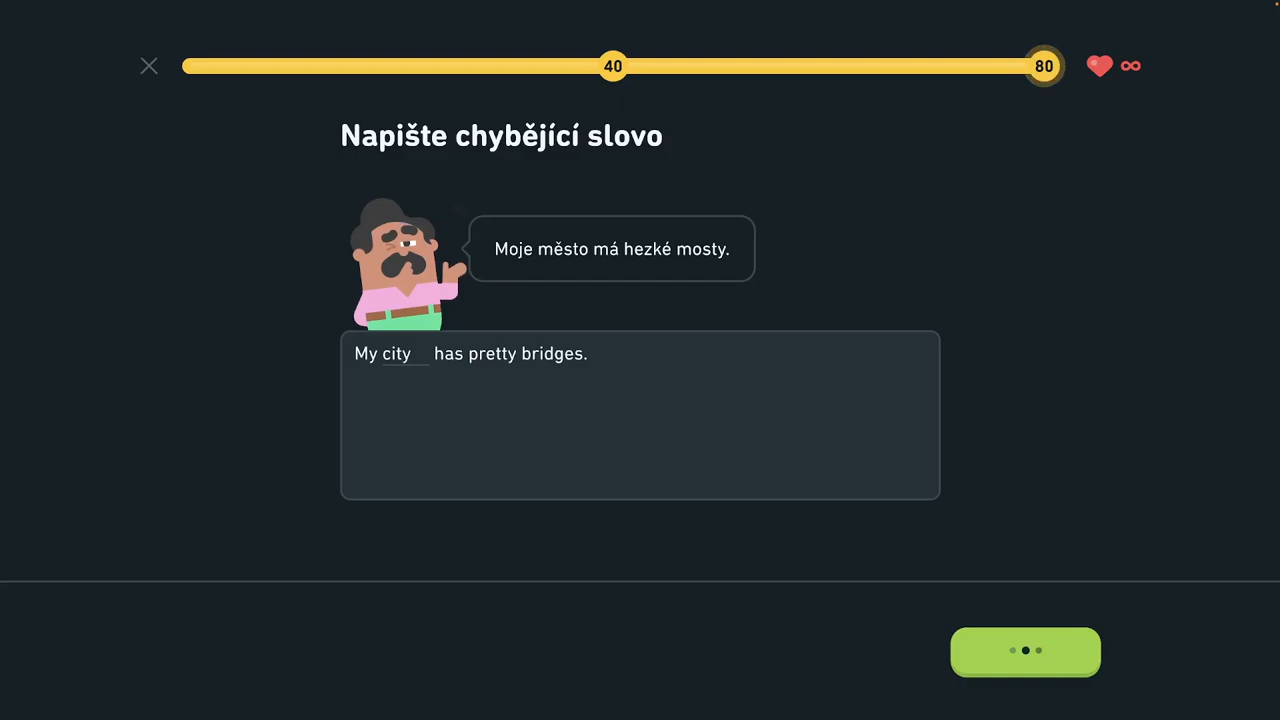 40
80
∞
Napište chybějící slovo
Moje město má hezké mosty.
My city has pretty bridges.